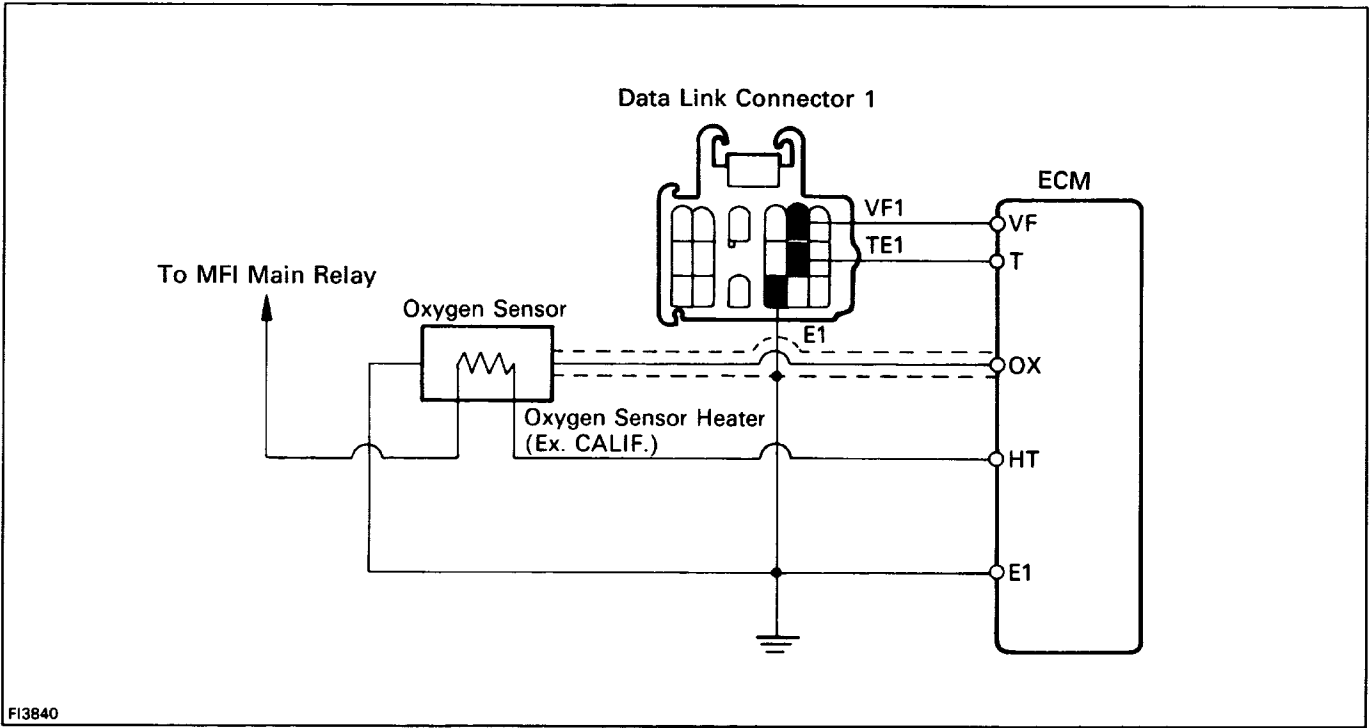 Data Link Connector 1
ECM
VF1
VF
TE1
T
To MFI Main Relay
Oxygen Sensor
E1
OX
Oxygen Sensor Heater
(Ex. CALIF.)
HT
E1
FI3840